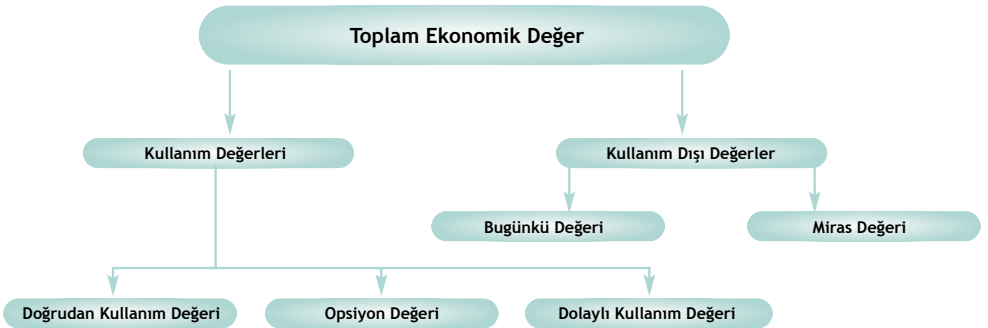 Toplam Ekonomik Değer
Kullanım Değerleri
Kullanım Dışı Değerler
Bugünkü Değeri
Miras Değeri
Doğrudan Kullanım Değeri
Opsiyon Değeri
Dolaylı Kullanım Değeri